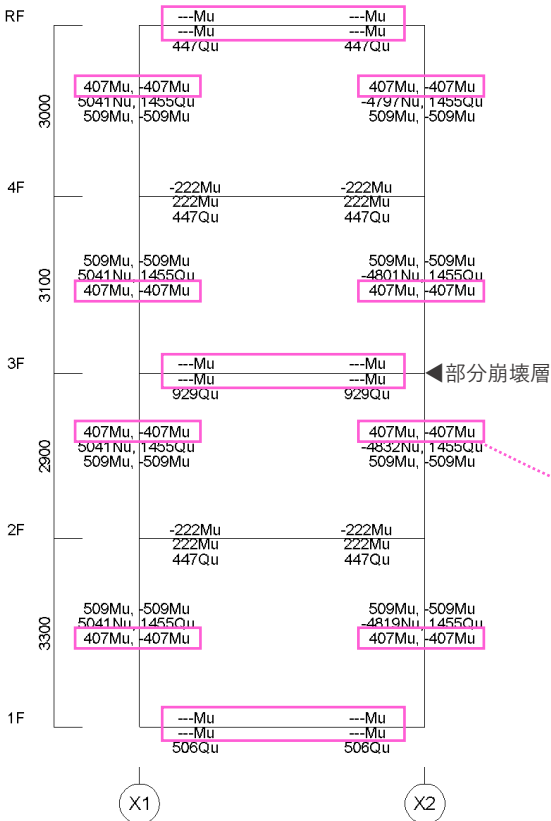 RF
---Mu ---Mu
---Mu ---Mu
447Qu 447Qu
407Mu, -407Mu 407Mu, -407Mu
5041Nu, 1455Qu -4797Nu, 1455Qu
509Mu, -509Mu 509Mu, -509Mu
3000
4F
-222Mu -222Mu
222Mu 222Mu
447Qu 447Qu
509Mu, -509Mu 509Mu, -509Mu
5041Nu, 1455Qu -4801Nu, 1455Qu
407Mu, -407Mu 407Mu, -407Mu
3100
3F
---Mu ---Mu
---Mu ---Mu
929Qu 929Qu
◀部分崩壊層
407Mu, -407Mu 407Mu, -407Mu
5041Nu, 1455Qu -4832Nu, 1455Qu
509Mu, -509Mu 509Mu, -509Mu
2900
2F
-222Mu -222Mu
222Mu 222Mu
447Qu 447Qu
509Mu, -509Mu 509Mu, -509Mu
5041Nu, 1455Qu -4819Nu, 1455Qu
407Mu, -407Mu 407Mu, -407Mu
3300
1F
---Mu ---Mu
---Mu ---Mu
506Qu 506Qu
X1 X2